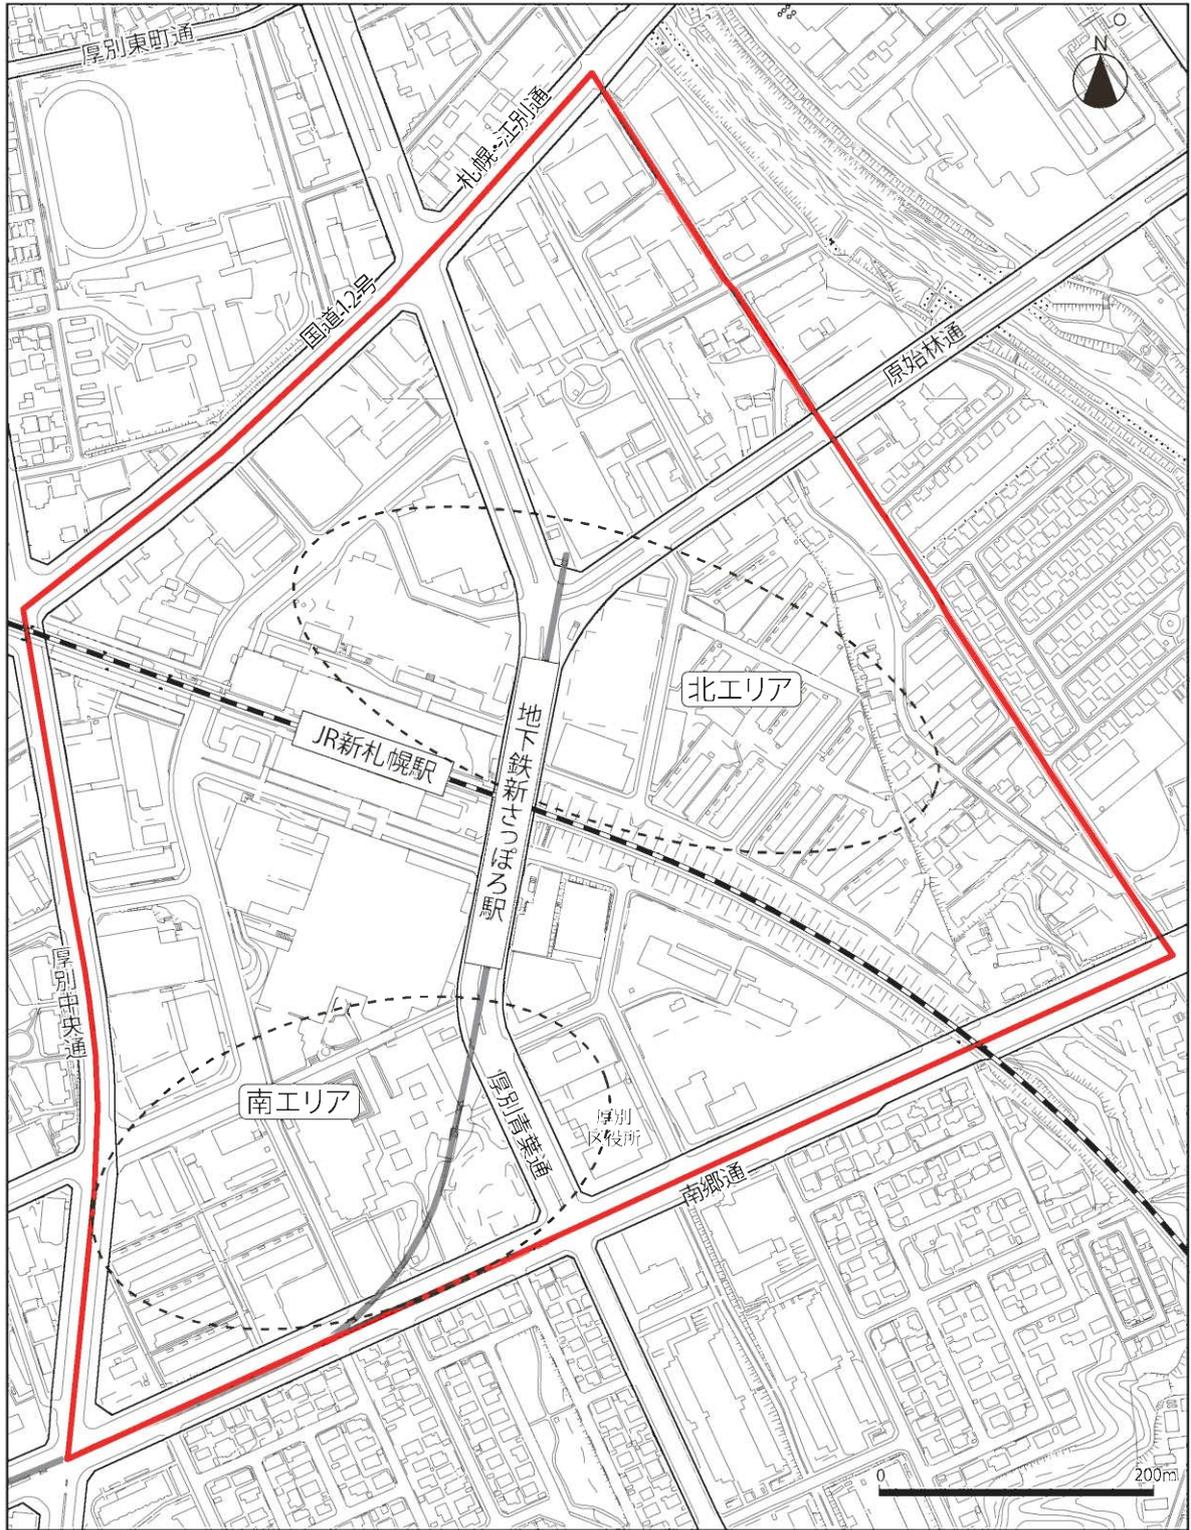 厚別東町通
N
札幌・江別通
国道12号
原始林通
北エリア
JR新札幌駅
地下鉄新さっぽろ駅
厚別中央通
南エリア
厚別青葉通
厚別
区役所
南郷通
0
200m